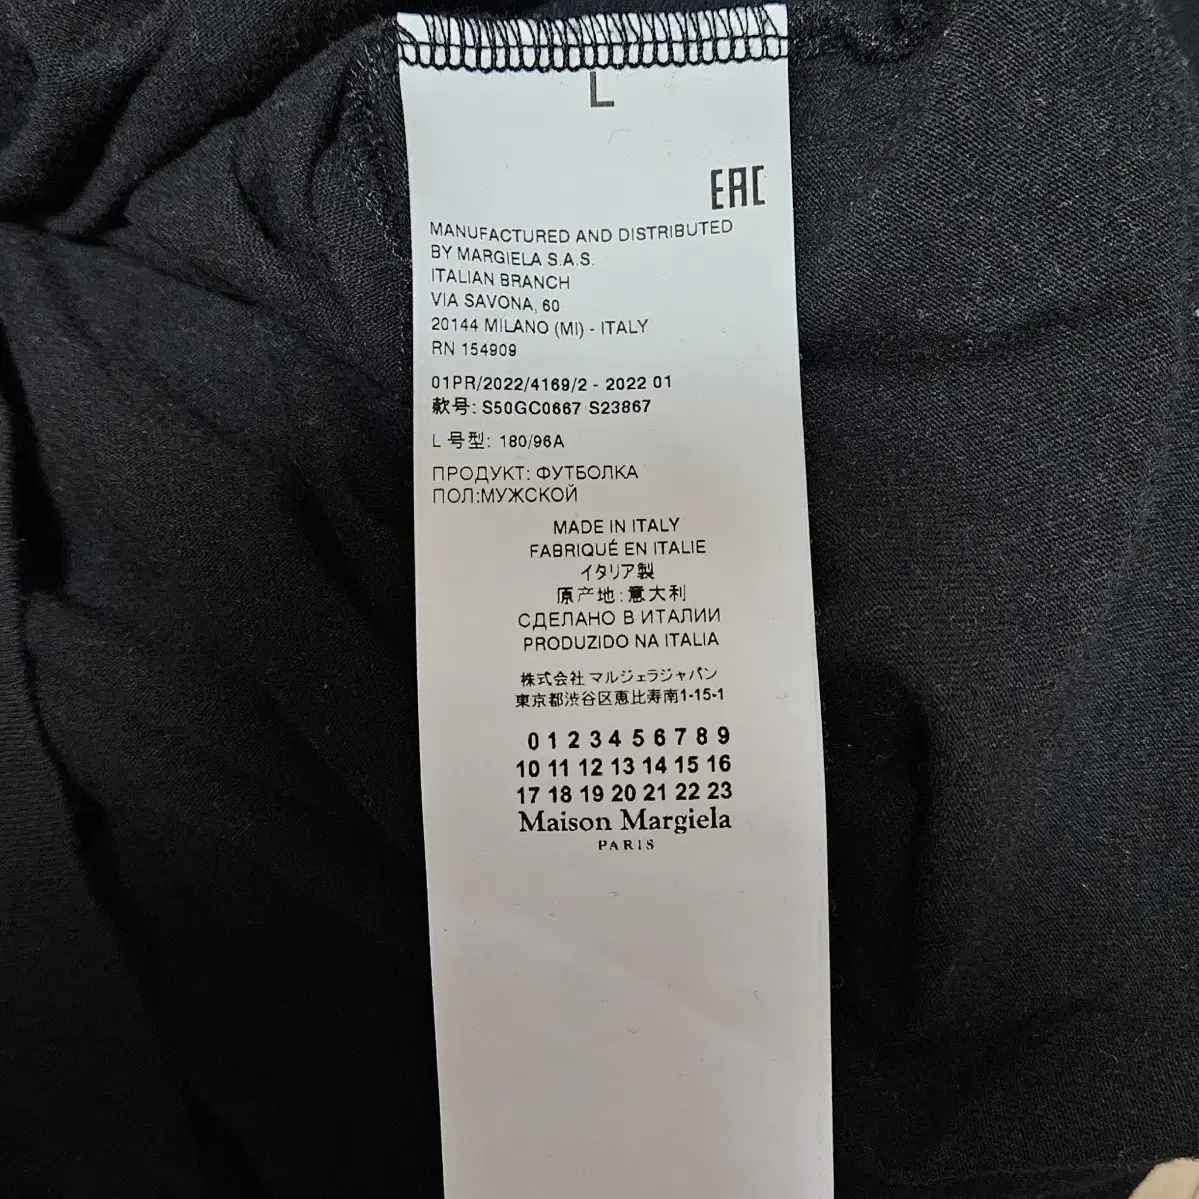 L
EAC
MANUFACTURED AND DISTRIBUTED
BY MARGIELA S.A.S.
ITALIAN BRANCH
VIA SAVONA, 60
20144 MILANO (MI) - ITALY
RN 154909
01PR/2022/4169/2 - 2022 01
款号: S50GC0667 S23867
L 号型: 180/96A
ПРОДУКТ: ФУТБОЛКА
ПОЛ:МУЖСКОЙ
MADE IN ITALY
FABRIQUÉ EN ITALIE
イタリア製
原产地:意大利
СДЕЛАНО В ИТАЛИИ
PRODUZIDO NA ITALIA
株式会社 マルジェラジャパン
東京都渋谷区恵比寿南1-15-1
0 1 2 3 4 5 6 7 8 9
10 11 12 13 14 15 16
17 18 19 20 21 22 23
Maison Margiela
PARIS